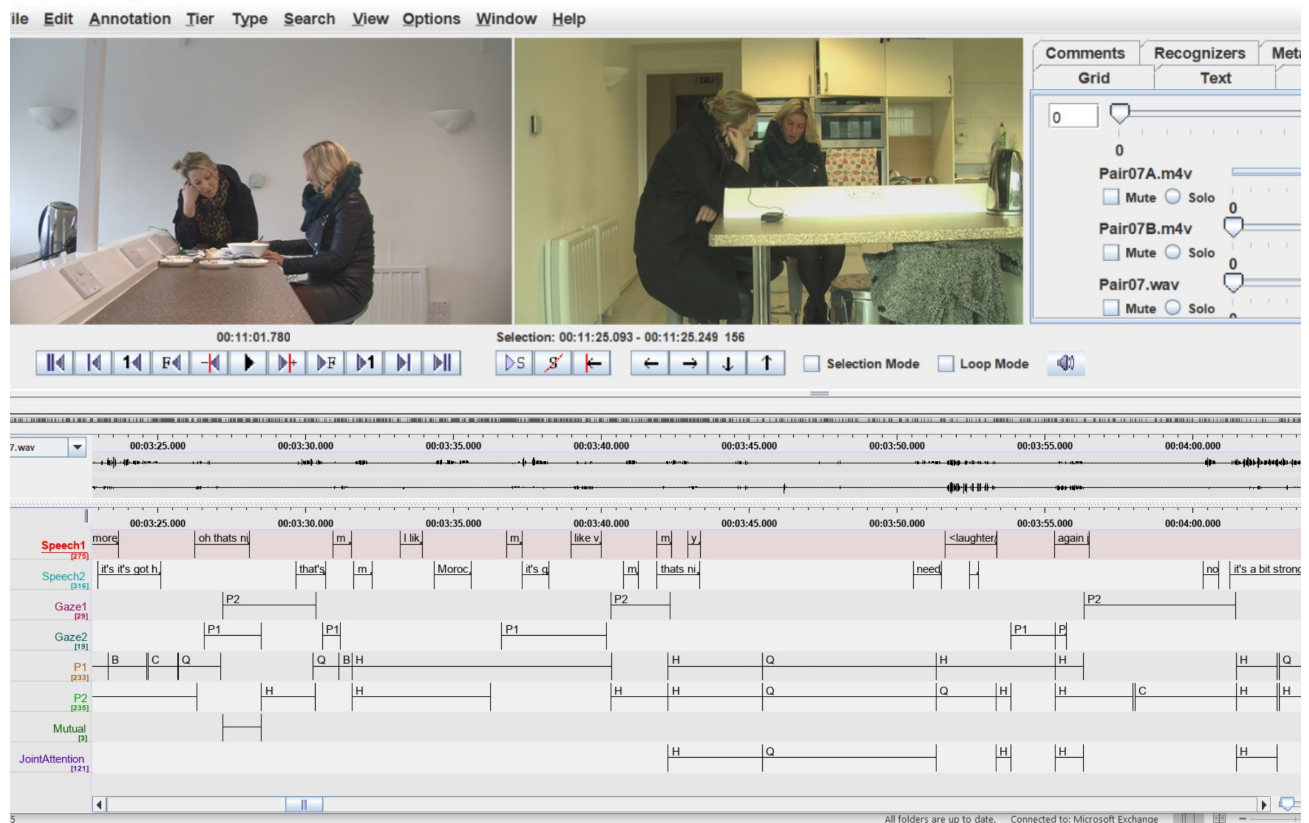 ile Edit Annotation Tier Type Search View Options Window Help
Comments Recognizers Meta
Grid Text
0
0
Pair07A.m4v
Mute Solo
0
Pair07B.m4v
Mute Solo
0
Pair07.wav
Mute Solo
00:11:01.780 Selection: 00:11:25.093 - 00:11:25.249 156
1 F - + F 1 S S Selection Mode Loop Mode
7.wav 00:03:25.000 00:03:30.000 00:03:35.000 00:03:40.000 00:03:45.000 00:03:50.000 00:03:55.000 00:04:00.000
00:03:25.000 00:03:30.000 00:03:35.000 00:03:40.000 00:03:45.000 00:03:50.000 00:03:55.000 00:04:00.000
Speech1 more oh thats ni m I lik m like v m y <laughter/ again i
[275]
Speech2 it's it's got h that's m Moroc it's g m thats ni need no it's a bit strong
[316]
Gaze1 P2 P2 P2
[29]
Gaze2 P1 P1 P1 P1 P
[19]
P1 B C Q Q B H H Q H H H Q
[233]
P2 H H H H Q Q H H C H H
[235]
Mutual
[3]
JointAttention H Q H H H
[121]
5 All folders are up to date. Connected to: Microsoft Exchange